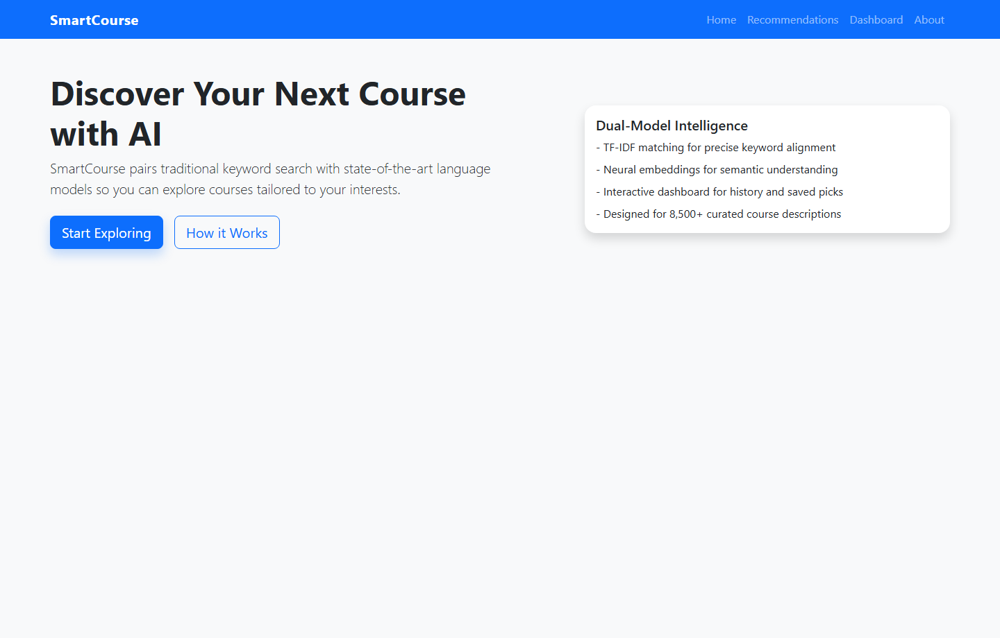 SmartCourse
Home Recommendations Dashboard About
Discover Your Next Course
with AI
SmartCourse pairs traditional keyword search with state-of-the-art language
models so you can explore courses tailored to your interests.
Start Exploring
How it Works
Dual-Model Intelligence
- TF-IDF matching for precise keyword alignment
- Neural embeddings for semantic understanding
- Interactive dashboard for history and saved picks
- Designed for 8,500+ curated course descriptions